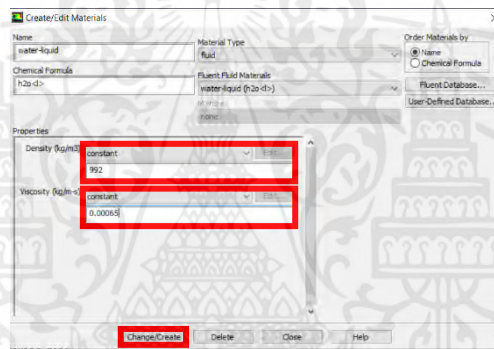 Create/Edit Materials
Name
water-liquid
Material Type
fluid
Order Materials by
Name
Chemical Formula
Chemical Formula
h2o<l>
Fluent Fluid Materials
water-liquid (h2o<l>)
Fluent Database...
User-Defined Database...
none
Properties
Density (kg/m3)
constant
Edit...
992
Viscosity (kg/m-s)
constant
Edit...
0.00065
Change/Create
Delete
Close
Help